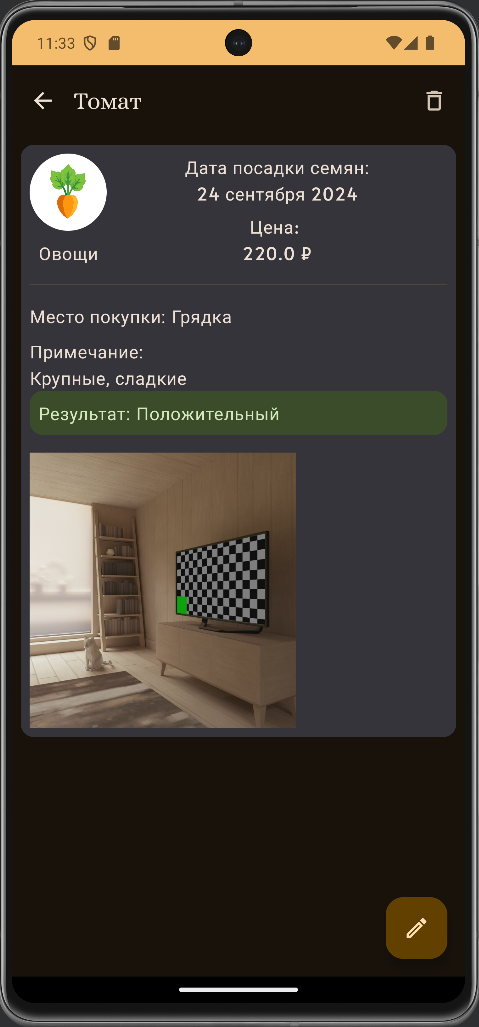 11:33
Томат
Дата посадки семян:
24 сентября 2024
Цена:
220.0 ₽
Овощи
Место покупки: Грядка
Примечание:
Крупные, сладкие
Результат: Положительный